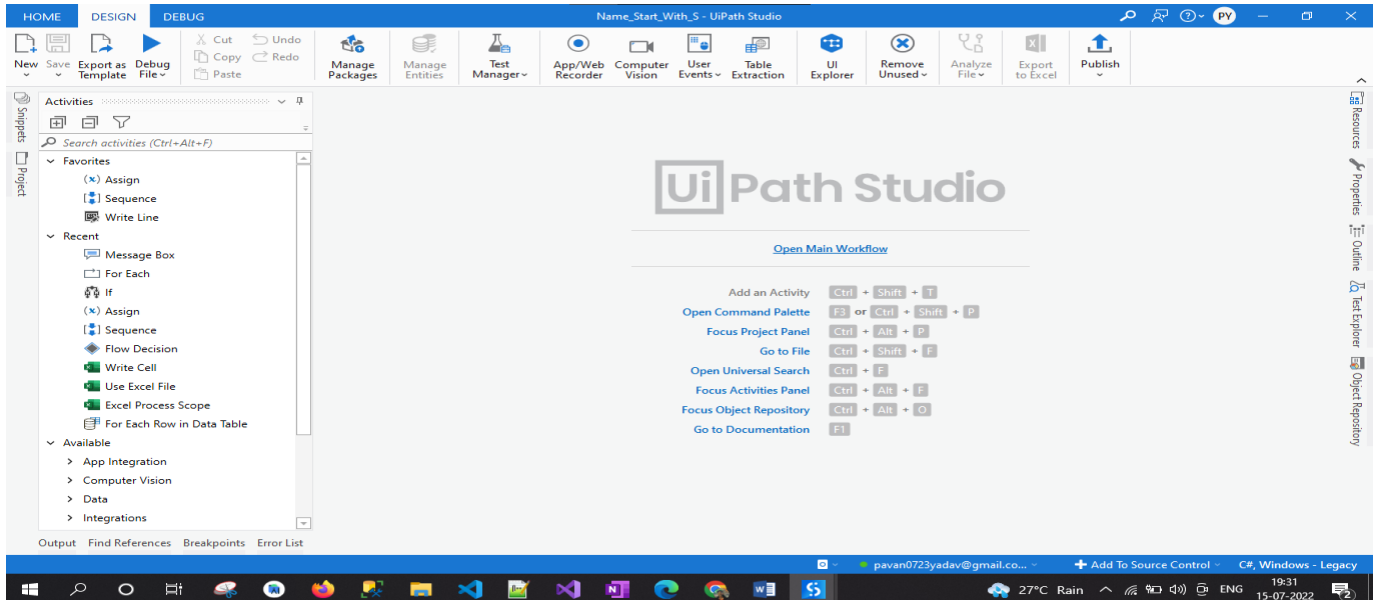 HOME DESIGN DEBUG Name_Start_With_S - UiPath Studio PY
New Save Export as Template Debug File Cut Copy Paste Undo Redo Manage Packages Manage Entities Test Manager App/Web Recorder Computer Vision User Events Table Extraction UI Explorer Remove Unused Analyze File Export to Excel Publish
Snippets
Project
Activities
Search activities (Ctrl+Alt+F)
Favorites
Assign
Sequence
Write Line
Recent
Message Box
For Each
If
Assign
Sequence
Flow Decision
Write Cell
Use Excel File
Excel Process Scope
For Each Row in Data Table
Available
App Integration
Computer Vision
Data
Integrations
Output Find References Breakpoints Error List
UiPath Studio
Open Main Workflow
Add an Activity Ctrl + Shift + T
Open Command Palette F3 or Ctrl + Shift + P
Focus Project Panel Ctrl + Alt + P
Go to File Ctrl + Shift + F
Open Universal Search Ctrl + F
Focus Activities Panel Ctrl + Alt + F
Focus Object Repository Ctrl + Alt + O
Go to Documentation F1
Resources
Properties
Outline
Test Explorer
Object Repository
pavan0723yadav@gmail.co... Add To Source Control C#, Windows - Legacy
27°C Rain ENG 19:31
15-07-2022 2